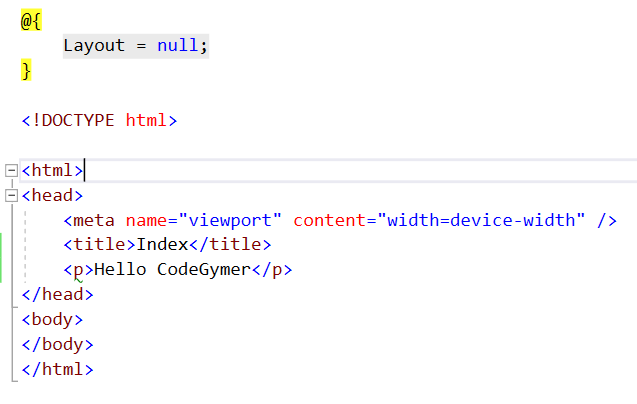 @{
    Layout = null;
}

<!DOCTYPE html>

<html>
<head>
    <meta name="viewport" content="width=device-width" />
    <title>Index</title>
    <p>Hello CodeGymer</p>
</head>
<body>
</body>
</html>